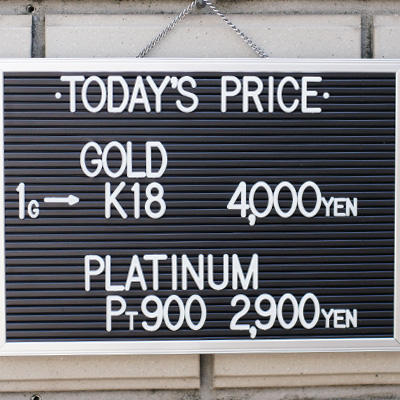 ·TODAY'S PRICE·
GOLD
1G→ K18 4,000YEN
PLATINUM
PT900 2,900YEN